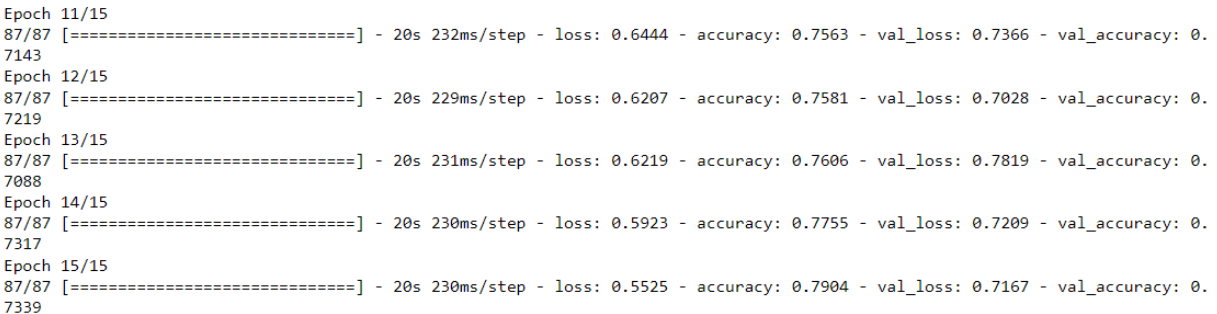 Epoch 11/15
87/87 [==============================] - 20s 232ms/step - loss: 0.6444 - accuracy: 0.7563 - val_loss: 0.7366 - val_accuracy: 0.
7143
Epoch 12/15
87/87 [==============================] - 20s 229ms/step - loss: 0.6207 - accuracy: 0.7581 - val_loss: 0.7028 - val_accuracy: 0.
7219
Epoch 13/15
87/87 [==============================] - 20s 231ms/step - loss: 0.6219 - accuracy: 0.7606 - val_loss: 0.7819 - val_accuracy: 0.
7088
Epoch 14/15
87/87 [==============================] - 20s 230ms/step - loss: 0.5923 - accuracy: 0.7755 - val_loss: 0.7209 - val_accuracy: 0.
7317
Epoch 15/15
87/87 [==============================] - 20s 230ms/step - loss: 0.5525 - accuracy: 0.7904 - val_loss: 0.7167 - val_accuracy: 0.
7339